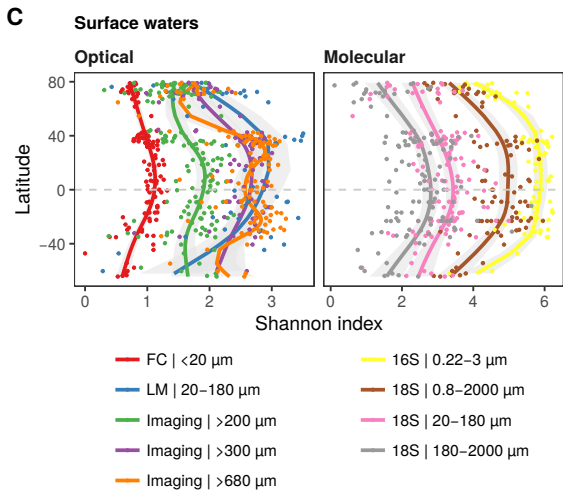 C
Surface waters
Optical Molecular
80
40
0
−40
Latitude
0 1 2 3 0 2 4 6
Shannon index
FC | <20 μm 16S | 0.22−3 μm
LM | 20−180 μm 18S | 0.8−2000 μm
Imaging | >200 μm 18S | 20−180 μm
Imaging | >300 μm 18S | 180−2000 μm
Imaging | >680 μm